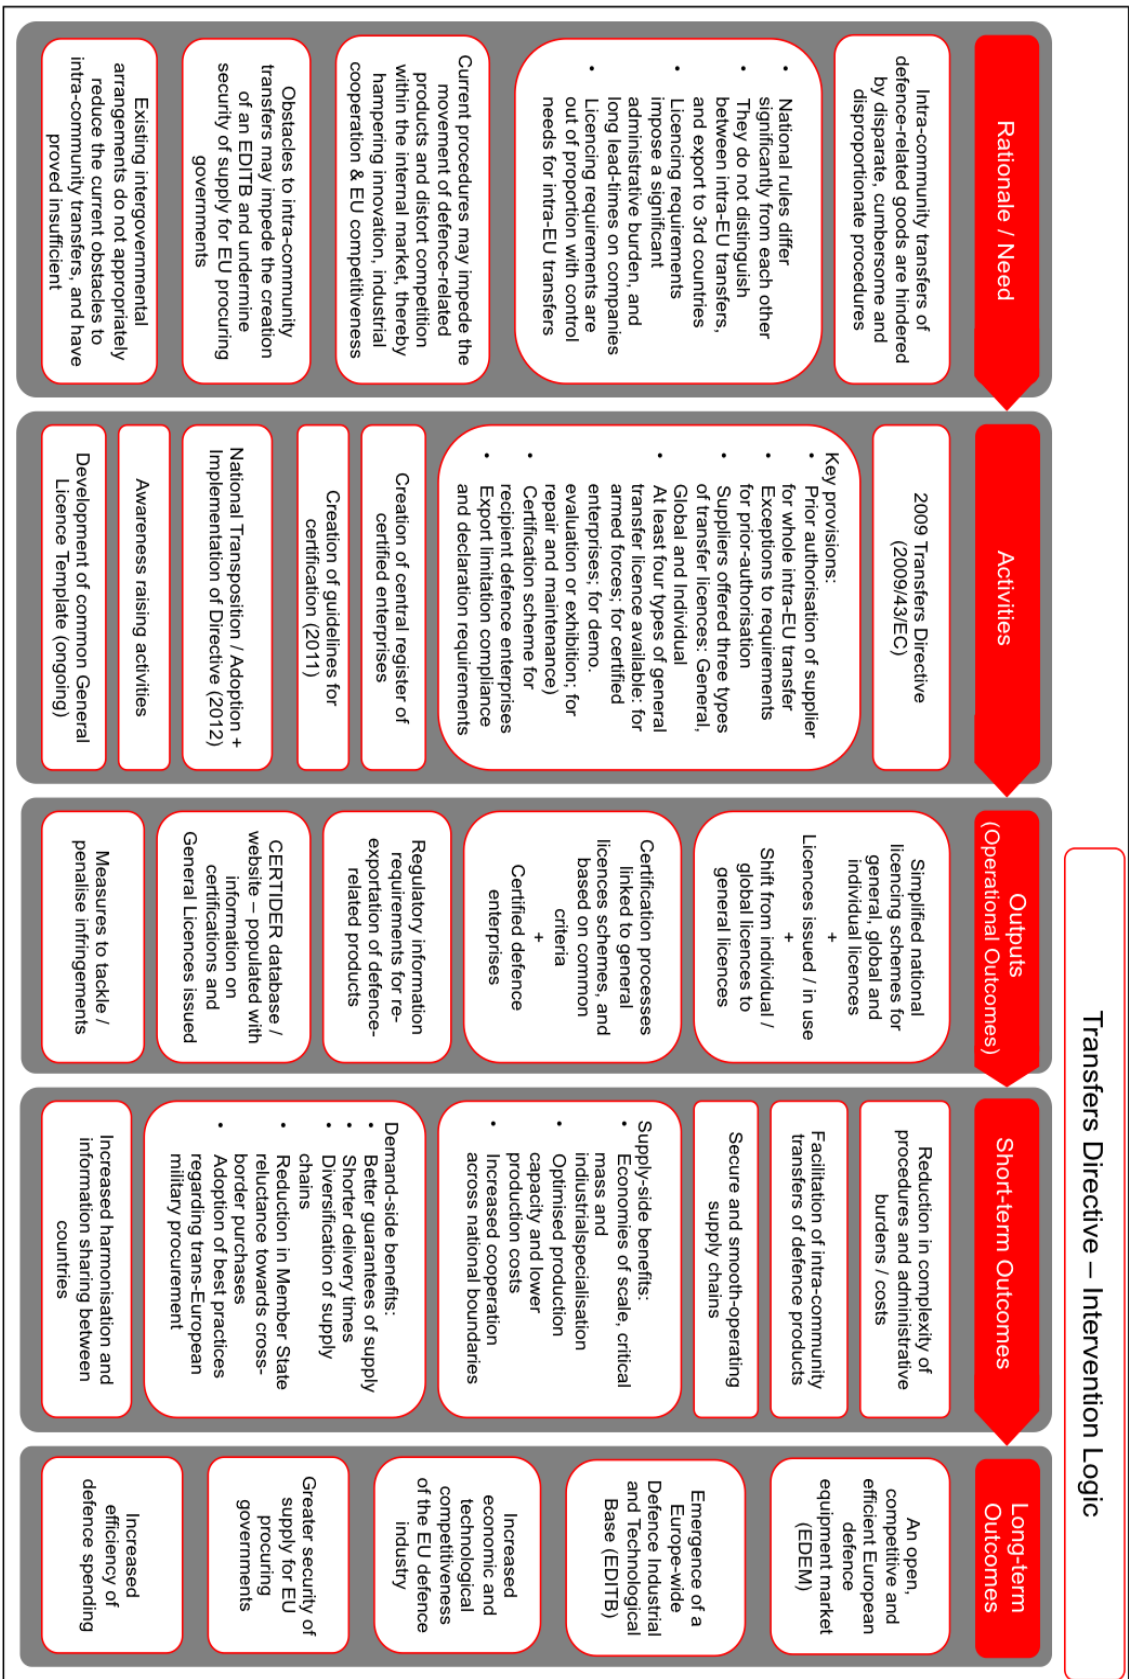 Transfers Directive – Intervention Logic
Rationale / Need
Intra-community transfers of
defence-related goods are hindered
by disparate, cumbersome and
disproportionate procedures
• National rules differ
significantly from each other
• They do not distinguish
between intra-EU transfers,
and export to 3rd countries
• Licencing requirements
impose a significant
administrative burden, and
long lead-times on companies
• Licencing requirements are
out of proportion with control
needs for intra-EU transfers
Current procedures may impede the
movement of defence-related
products and distort competition
within the internal market, thereby
hampering innovation, industrial
cooperation & EU competitiveness
Obstacles to intra-community
transfers may impede the creation
of an EDITB and undermine
security of supply for EU procuring
governments
Existing intergovernmental
arrangements do not appropriately
reduce the current obstacles to
intra-community transfers, and have
proved insufficient
Activities
2009 Transfers Directive
(2009/43/EC)
Key provisions:
• Prior authorisation of supplier
for whole intra-EU transfer
• Exceptions to requirements
for prior-authorisation
• Suppliers offered three types
of transfer licences: General,
Global and Individual
• At least four types of general
transfer licence available: for
armed forces; for certified
enterprises; for demo.
evaluation or exhibition; for
repair and maintenance)
• Certification scheme for
recipient defence enterprises
• Export limitation compliance
and declaration requirements
Creation of central register of
certified enterprises
Creation of guidelines for
certification (2011)
National Transposition / Adoption +
Implementation of Directive (2012)
Awareness raising activities
Development of common General
Licence Template (ongoing)
Outputs
(Operational Outcomes)
Simplified national
licencing schemes for
general, global and
individual licences
+
Licences issued / in use
+
Shift from individual /
global licences to
general licences
Certification processes
linked to general
licences schemes, and
based on common
criteria
+
Certified defence
enterprises
Regulatory information
requirements for re-
exportation of defence-
related products
CERTIDER database /
website – populated with
information on
certifications and
General Licences issued
Measures to tackle /
penalise infringements
Short-term Outcomes
Reduction in complexity of
procedures and administrative
burdens / costs
Facilitation of intra-community
transfers of defence products
Secure and smooth-operating
supply chains
Supply-side benefits:
• Economies of scale, critical
mass and
industrialspecialisation
• Optimised production
capacity and lower
production costs
• Increased cooperation
across national boundaries
Demand-side benefits:
• Better guarantees of supply
• Shorter delivery times
• Diversification of supply
chains
• Reduction in Member State
reluctance towards cross-
border purchases
• Adoption of best practices
regarding trans-European
military procurement
Increased harmonisation and
information sharing between
countries
Long-term
Outcomes
An open,
competitive and
efficient European
defence
equipment market
(EDEM)
Emergence of a
Europe-wide
Defence Industrial
and Technological
Base (EDITB)
Increased
economic and
technological
competitiveness
of the EU defence
industry
Greater security of
supply for EU
procuring
governments
Increased
efficiency of
defence spending